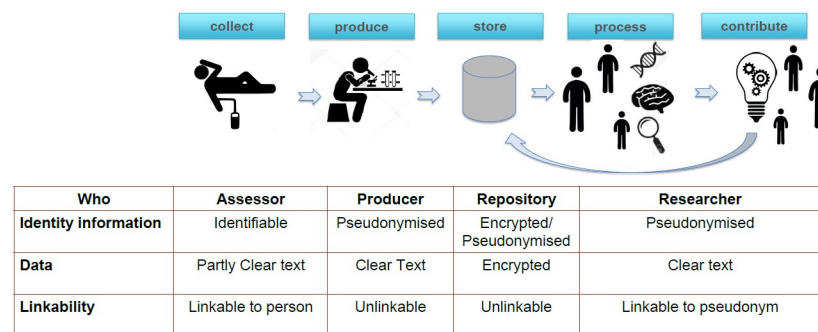 collect produce store process contribute
Who Assessor Producer Repository Researcher
Identity information Identifiable Pseudonymised Encrypted/ Pseudonymised
Pseudonymised
Data Partly Clear text Clear Text Encrypted Clear text
Linkability Linkable to person Unlinkable Unlinkable Linkable to pseudonym